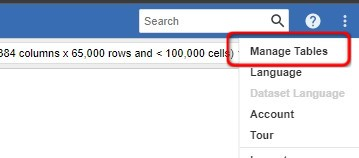 Search
384 columns x 65,000 rows and < 100,000 cells)
Manage Tables
Language
Dataset Language
Account
Tour